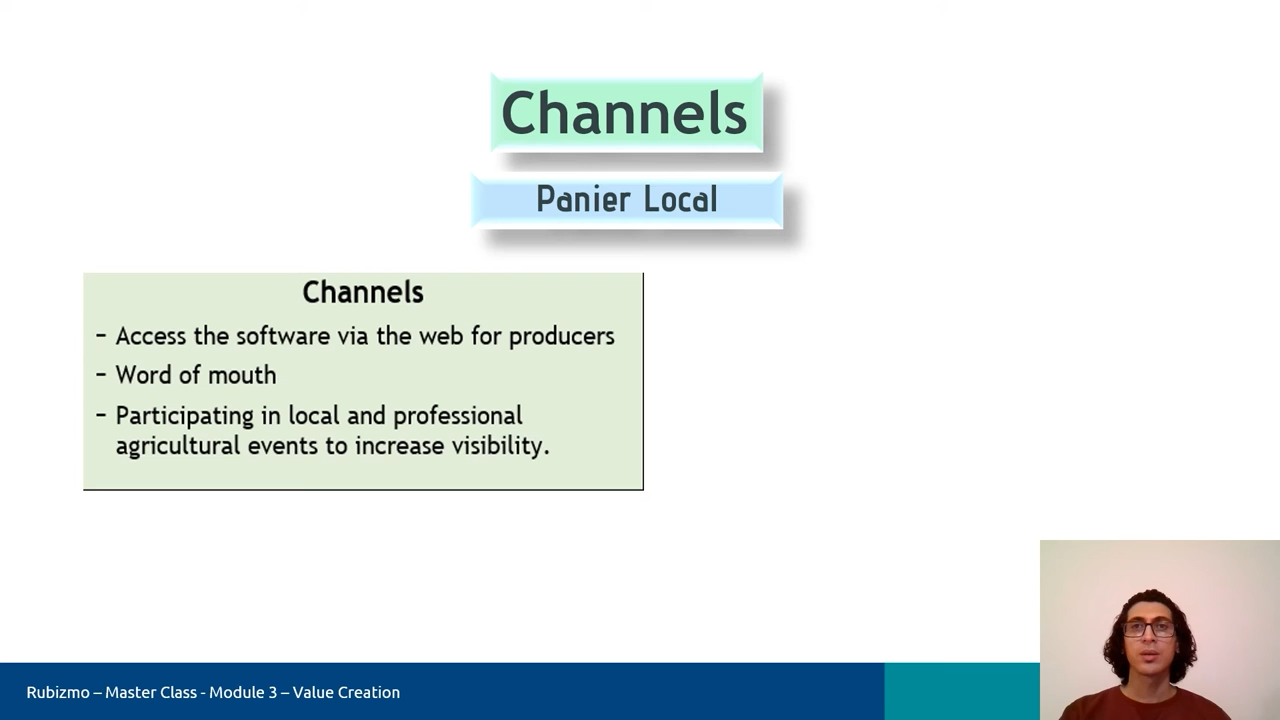 Channels
Panier Local
Channels
– Access the software via the web for producers
– Word of mouth
– Participating in local and professional
agricultural events to increase visibility.
Rubizmo – Master Class - Module 3 – Value Creation